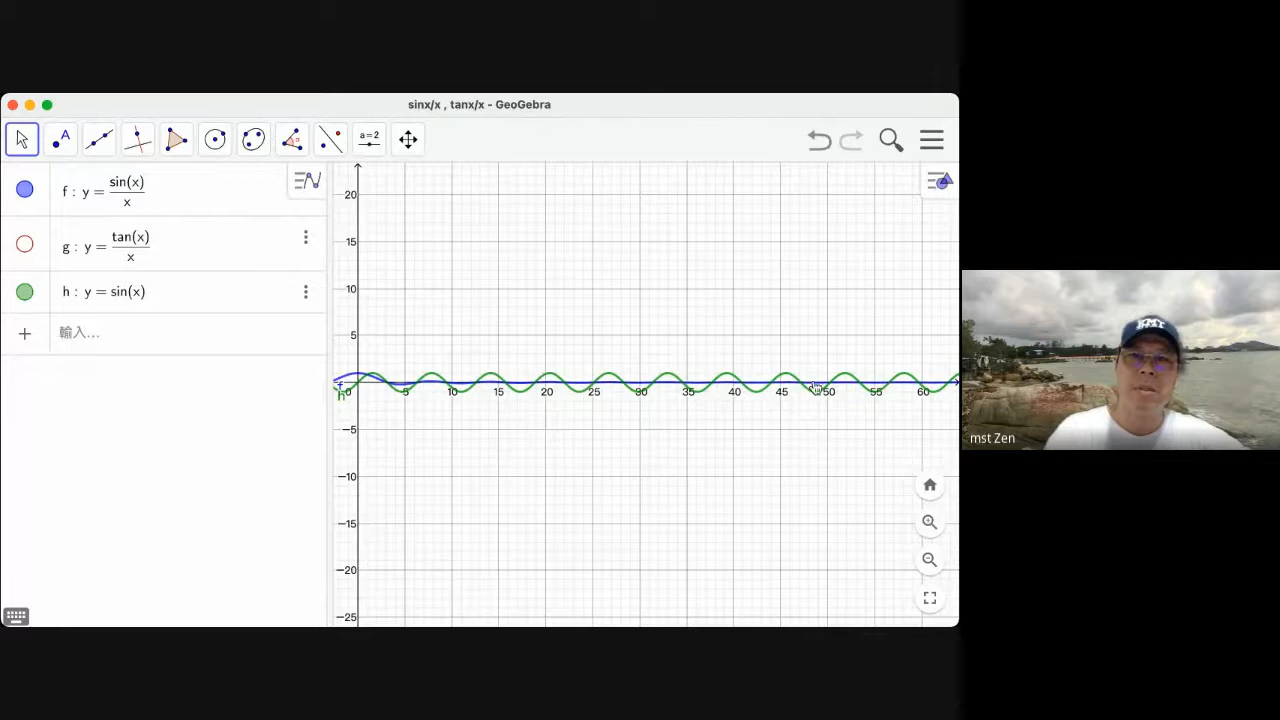 sinx/x , tanx/x - GeoGebra
A
a=2
f : y = sin(x)/x
g : y = tan(x)/x
h : y = sin(x)
+ 輸入…
20
15
10
5
f
h
0 5 10 15 20 25 30 35 40 45 50 55 60
−5
−10
−15
−20
−25
BMI
mst Zen